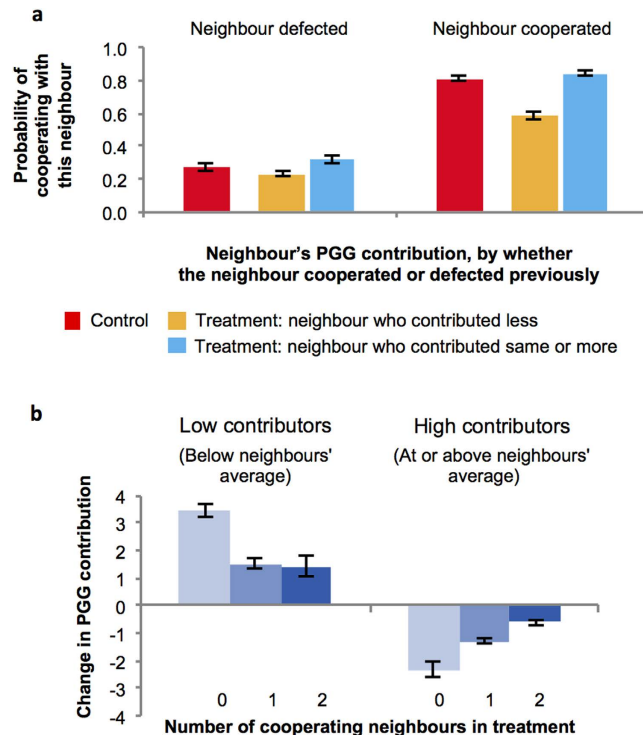 a
Neighbour defected
Neighbour cooperated
Probability of
cooperating with
this neighbour
1.0
0.8
0.6
0.4
0.2
0.0
Neighbour's PGG contribution, by whether
the neighbour cooperated or defected previously
Control
Treatment: neighbour who contributed less
Treatment: neighbour who contributed same or more
b
Low contributors
(Below neighbours'
average)
High contributors
(At or above neighbours'
average)
Change in PGG contribution
4
3
2
1
0
-1
-2
-3
-4
0 1 2
0 1 2
Number of cooperating neighbours in treatment